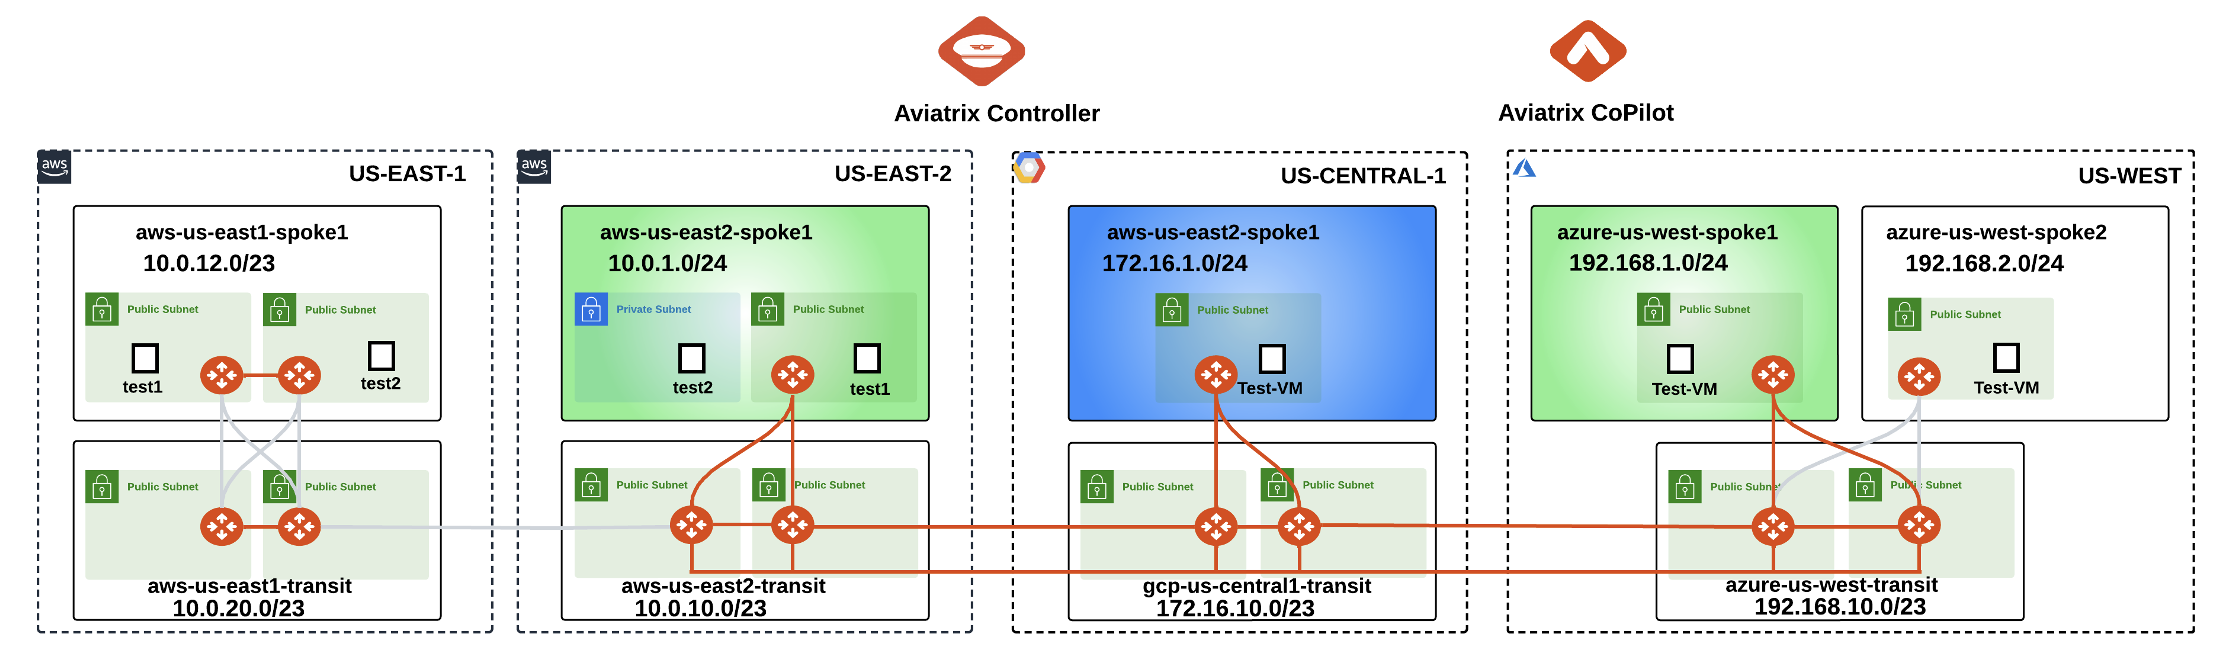 Aviatrix Controller
Aviatrix CoPilot
aws
US-EAST-1
aws-us-east1-spoke1
10.0.12.0/23
Public Subnet
Public Subnet
test1
test2
Public Subnet
Public Subnet
aws-us-east1-transit
10.0.20.0/23
aws
US-EAST-2
aws-us-east2-spoke1
10.0.1.0/24
Private Subnet
Public Subnet
test2
test1
Public Subnet
Public Subnet
aws-us-east2-transit
10.0.10.0/23
US-CENTRAL-1
aws-us-east2-spoke1
172.16.1.0/24
Public Subnet
Test-VM
Public Subnet
Public Subnet
gcp-us-central1-transit
172.16.10.0/23
US-WEST
azure-us-west-spoke1
192.168.1.0/24
Public Subnet
Test-VM
azure-us-west-spoke2
192.168.2.0/24
Public Subnet
Test-VM
Public Subnet
Public Subnet
azure-us-west-transit
192.168.10.0/23